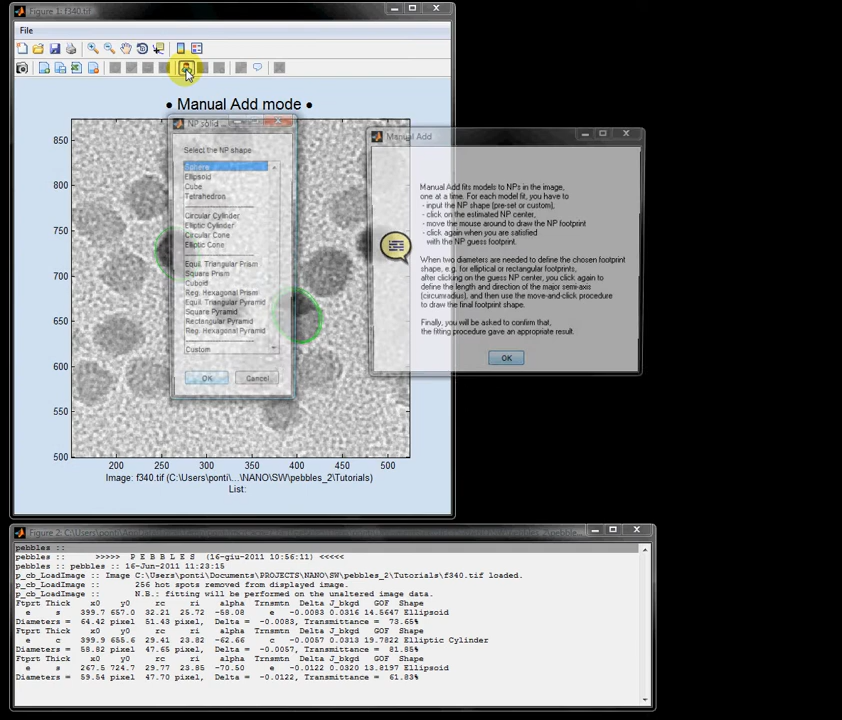 Figure 1: f340.tif
File
• Manual Add mode •
NP solid
Select the NP shape
Sphere
Ellipsoid
Cube
Tetrahedron
Circular Cylinder
Elliptic Cylinder
Circular Cone
Elliptic Cone
Equil. Triangular Prism
Square Prism
Cuboid
Reg. Hexagonal Prism
Equil. Triangular Pyramid
Square Pyramid
Rectangular Pyramid
Reg. Hexagonal Pyramid
Custom
OK
Cancel
Manual Add
Manual Add fits models to NPs in the image,
one at a time. For each model fit, you have to
- input the NP shape (pre-set or custom),
- click on the estimated NP center,
- move the mouse around to draw the NP footprint
- click again when you are satisfied
with the NP guess footprint.
When two diameters are needed to define the chosen footprint
shape, e.g. for elliptical or rectangular footprints,
after clicking on the guess NP center, you click again to
define the length and direction of the major semi-axis
(circumradius), and then use the move-and-click procedure
to draw the final footprint shape.
Finally, you will be asked to confirm that,
the fitting procedure gave an appropriate result.
OK
850
800
750
700
650
600
550
500
200 250 300 350 400 450 500
Image: f340.tif (C:\Users\ponti\...\NANO\SW\pebbles_2\Tutorials)
List:
pebbles ::
pebbles :: >>>>> P E B B L E S (16-giu-2011 10:56:11) <<<<<
pebbles :: pebbles :: 16-Jun-2011 11:23:15
p_cb_LoadImage :: Image C:\Users\ponti\Documents\PROJECTS\NANO\SW\pebbles_2\Tutorials\f340.tif loaded.
p_cb_LoadImage :: 256 hot spots removed from displayed image.
p_cb_LoadImage :: N.B.: fitting will be performed on the unaltered image data.
Ftprt Thick x0 y0 rc ri alpha Trnsmtn Delta J_bkgd GOF Shape
e s 399.7 657.0 32.21 25.72 -58.08 e -0.0083 0.0316 14.5647 Ellipsoid
Diameters = 64.42 pixel, 51.43 pixel, Delta = -0.0083, Transmittance = 73.65%
Ftprt Thick x0 y0 rc ri alpha Trnsmtn Delta J_bkgd GOF Shape
e c 399.9 655.6 29.41 23.82 -62.66 c -0.0057 0.0313 19.7822 Elliptic Cylinder
Diameters = 58.82 pixel, 47.65 pixel, Delta = -0.0057, Transmittance = 81.85%
Ftprt Thick x0 y0 rc ri alpha Trnsmtn Delta J_bkgd GOF Shape
e s 267.5 724.7 29.77 23.85 -70.50 e -0.0122 0.0320 13.8197 Ellipsoid
Diameters = 59.54 pixel, 47.70 pixel, Delta = -0.0122, Transmittance = 61.83%